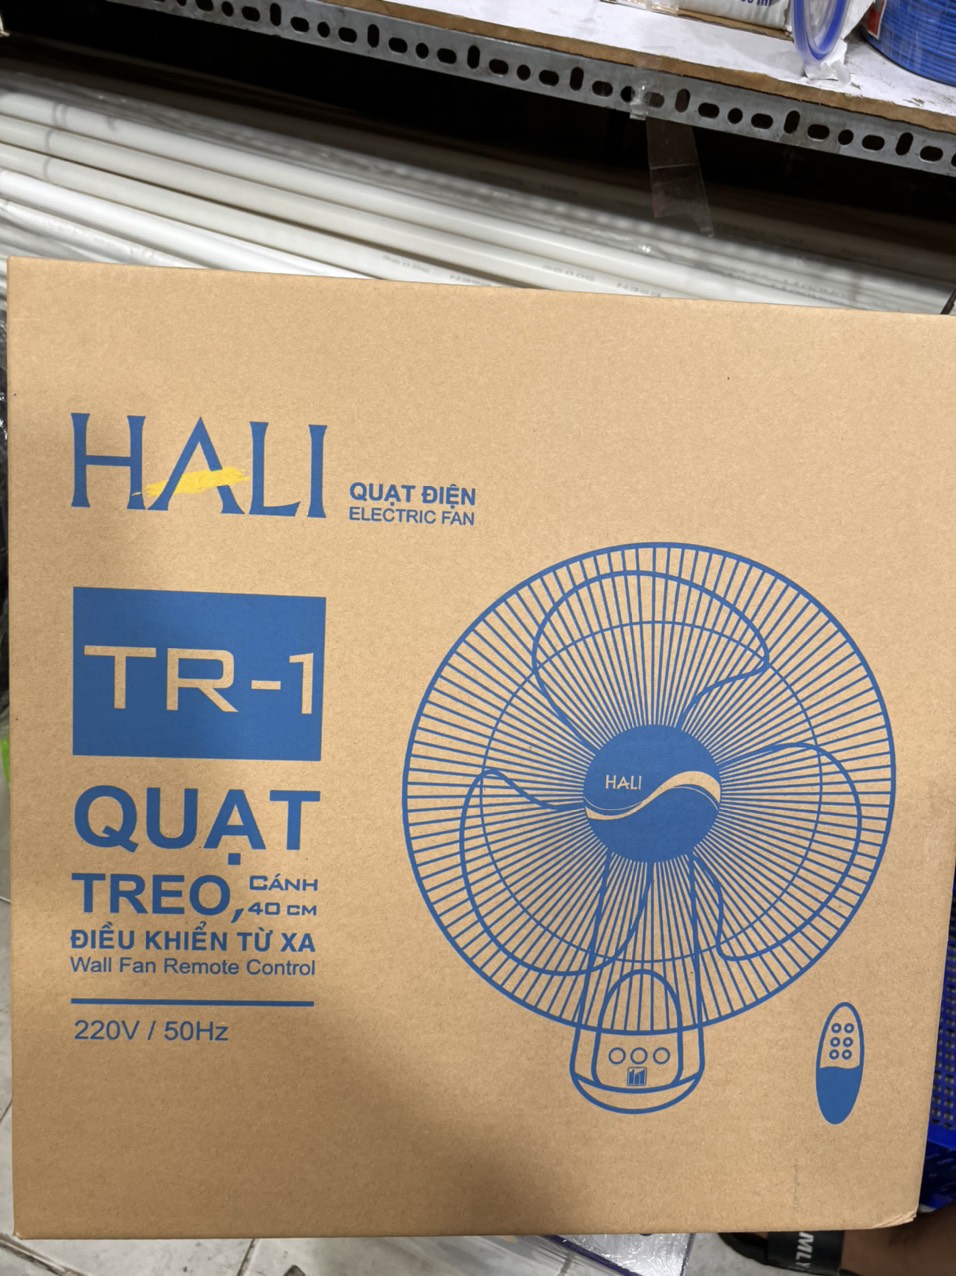 HALI
QUẠT ĐIỆN
ELECTRIC FAN
TR-1
QUẠT
TREO, CÁNH
40 CM
ĐIỀU KHIỂN TỪ XA
Wall Fan Remote Control
220V / 50Hz
HALI